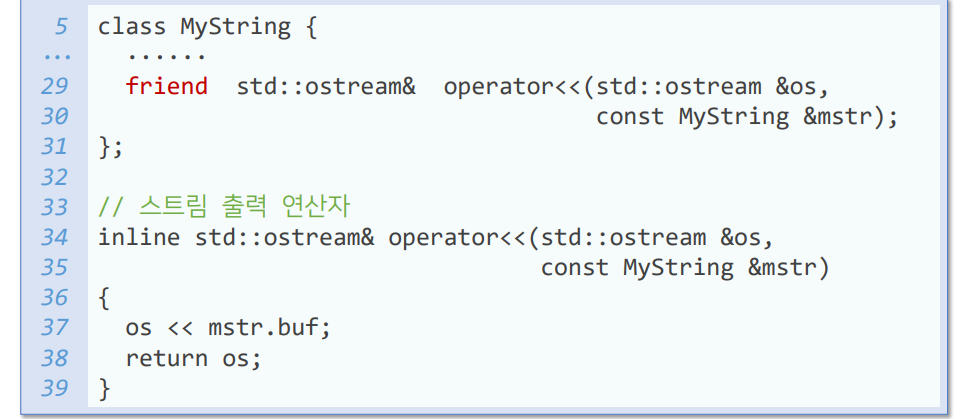 5 class MyString {
... ......
29 friend std::ostream& operator<<(std::ostream &os,
30 const MyString &mstr);
31 };
32
33 // 스트림 출력 연산자
34 inline std::ostream& operator<<(std::ostream &os,
35 const MyString &mstr)
36 {
37 os << mstr.buf;
38 return os;
39 }